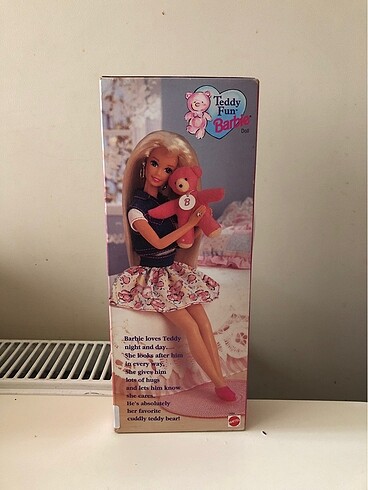 Teddy
Fun™
Barbie®
Doll
B
Barbie loves Teddy
night and day...
She looks after him
in every way.
She gives him
lots of hugs
and lets him know
she cares.
He's absolutely
her favorite
cuddly teddy bear!